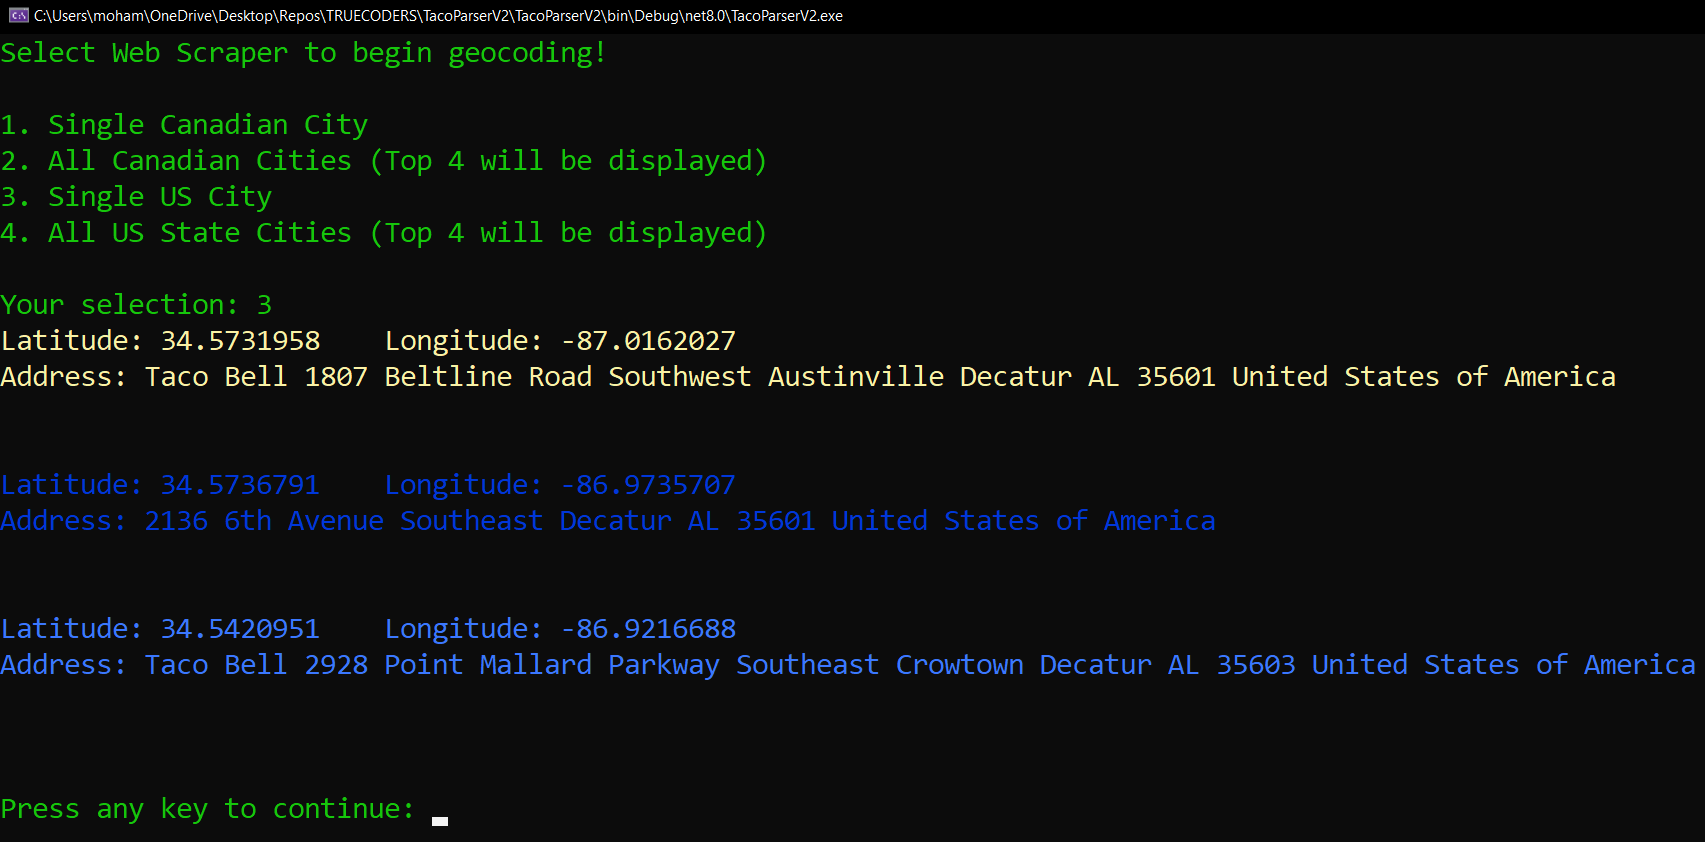 C:\Users\moham\OneDrive\Desktop\Repos\TRUECODERS\TacoParserV2\TacoParserV2\bin\Debug\net8.0\TacoParserV2.exe
Select Web Scraper to begin geocoding!
1. Single Canadian City
2. All Canadian Cities (Top 4 will be displayed)
3. Single US City
4. All US State Cities (Top 4 will be displayed)
Your selection: 3
Latitude: 34.5731958    Longitude: -87.0162027
Address: Taco Bell 1807 Beltline Road Southwest Austinville Decatur AL 35601 United States of America
Latitude: 34.5736791    Longitude: -86.9735707
Address: 2136 6th Avenue Southeast Decatur AL 35601 United States of America
Latitude: 34.5420951    Longitude: -86.9216688
Address: Taco Bell 2928 Point Mallard Parkway Southeast Crowtown Decatur AL 35603 United States of America
Press any key to continue: